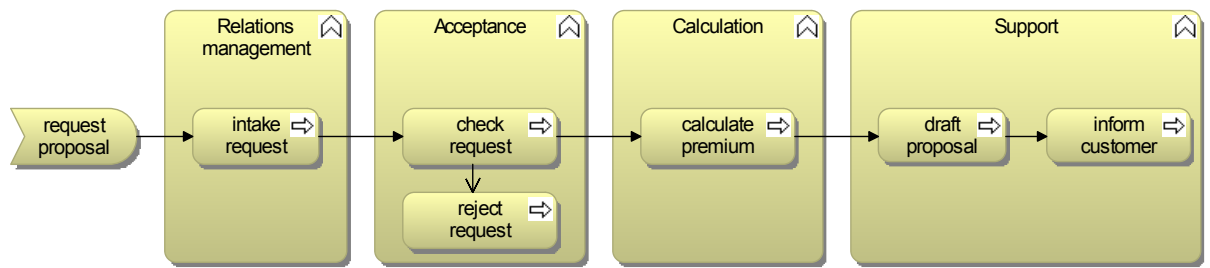 Relations
management
Acceptance
Calculation
Support
request
proposal
intake
request
check
request
calculate
premium
draft
proposal
inform
customer
reject
request